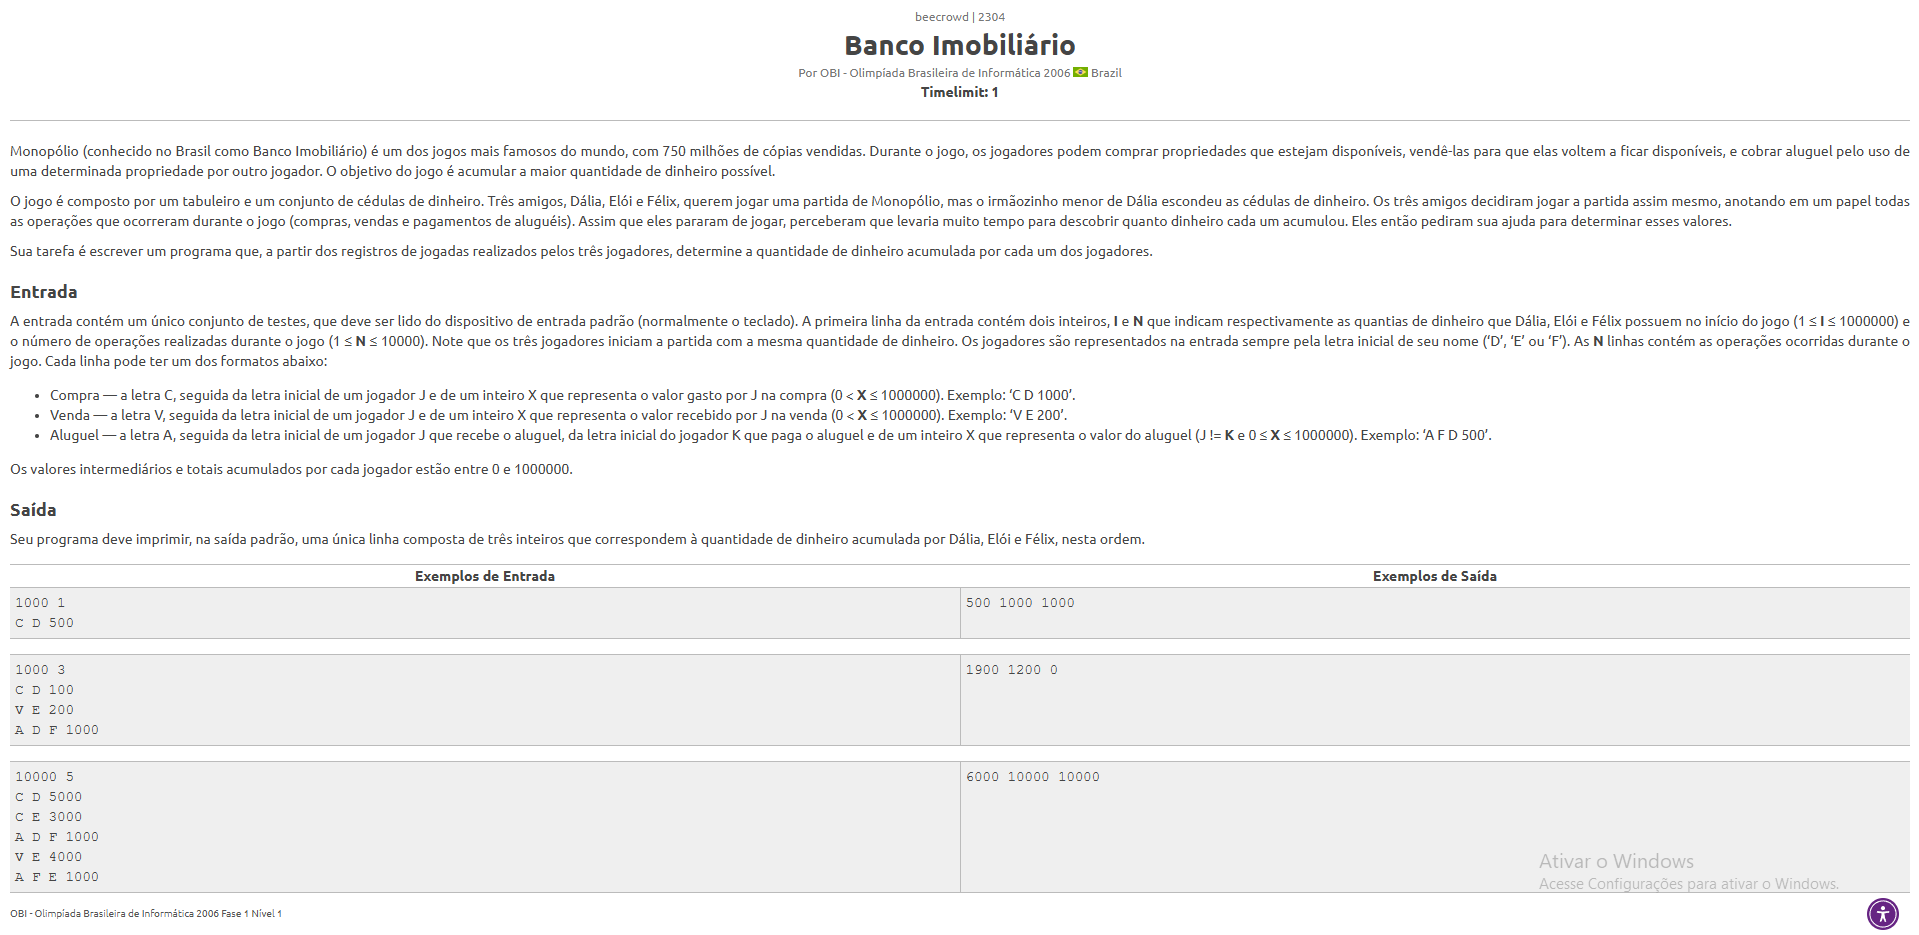 beecrowd | 2304
Banco Imobiliário
Por OBI - Olimpíada Brasileira de Informática 2006 Brazil
Timelimit: 1
Monopólio (conhecido no Brasil como Banco Imobiliário) é um dos jogos mais famosos do mundo, com 750 milhões de cópias vendidas. Durante o jogo, os jogadores podem comprar propriedades que estejam disponíveis, vendê-las para que elas voltem a ficar disponíveis, e cobrar aluguel pelo uso de
uma determinada propriedade por outro jogador. O objetivo do jogo é acumular a maior quantidade de dinheiro possível.
O jogo é composto por um tabuleiro e um conjunto de cédulas de dinheiro. Três amigos, Dália, Elói e Félix, querem jogar uma partida de Monopólio, mas o irmãozinho menor de Dália escondeu as cédulas de dinheiro. Os três amigos decidiram jogar a partida assim mesmo, anotando em um papel todas
as operações que ocorreram durante o jogo (compras, vendas e pagamentos de aluguéis). Assim que eles pararam de jogar, perceberam que levaria muito tempo para descobrir quanto dinheiro cada um acumulou. Eles então pediram sua ajuda para determinar esses valores.
Sua tarefa é escrever um programa que, a partir dos registros de jogadas realizados pelos três jogadores, determine a quantidade de dinheiro acumulada por cada um dos jogadores.
Entrada
A entrada contém um único conjunto de testes, que deve ser lido do dispositivo de entrada padrão (normalmente o teclado). A primeira linha da entrada contém dois inteiros, I e N que indicam respectivamente as quantias de dinheiro que Dália, Elói e Félix possuem no início do jogo (1 ≤ I ≤ 1000000) e
o número de operações realizadas durante o jogo (1 ≤ N ≤ 10000). Note que os três jogadores iniciam a partida com a mesma quantidade de dinheiro. Os jogadores são representados na entrada sempre pela letra inicial de seu nome (‘D’, ‘E’ ou ‘F’). As N linhas contém as operações ocorridas durante o
jogo. Cada linha pode ter um dos formatos abaixo:
• Compra — a letra C, seguida da letra inicial de um jogador J e de um inteiro X que representa o valor gasto por J na compra (0 < X ≤ 1000000). Exemplo: ‘C D 1000’.
• Venda — a letra V, seguida da letra inicial de um jogador J e de um inteiro X que representa o valor recebido por J na venda (0 < X ≤ 1000000). Exemplo: ‘V E 200’.
• Aluguel — a letra A, seguida da letra inicial de um jogador J que recebe o aluguel, da letra inicial do jogador K que paga o aluguel e de um inteiro X que representa o valor do aluguel (J != K e 0 ≤ X ≤ 1000000). Exemplo: ‘A F D 500’.
Os valores intermediários e totais acumulados por cada jogador estão entre 0 e 1000000.
Saída
Seu programa deve imprimir, na saída padrão, uma única linha composta de três inteiros que correspondem à quantidade de dinheiro acumulada por Dália, Elói e Félix, nesta ordem.
Exemplos de Entrada Exemplos de Saída
1000 1 500 1000 1000
C D 500
1000 3 1900 1200 0
C D 100
V E 200
A D F 1000
10000 5 6000 10000 10000
C D 5000
C E 3000
A D F 1000
V E 4000
A F E 1000
Ativar o Windows
Acesse Configurações para ativar o Windows.
OBI - Olimpíada Brasileira de Informática 2006 Fase 1 Nível 1